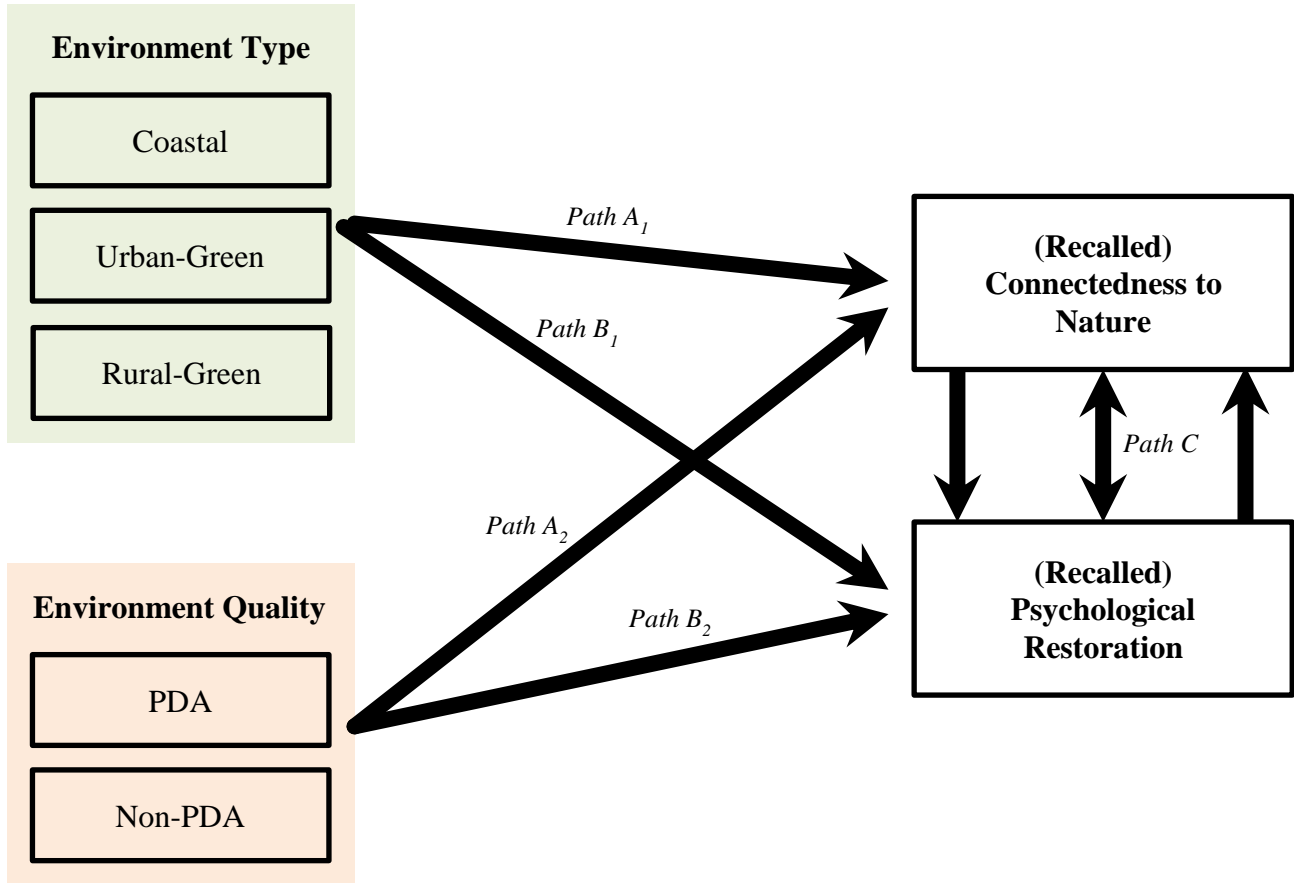 Environment Type
Coastal
Urban-Green
Rural-Green
Environment Quality
PDA
Non-PDA
Path A₁
Path B₁
Path A₂
Path B₂
(Recalled)
Connectedness to
Nature
Path C
(Recalled)
Psychological
Restoration